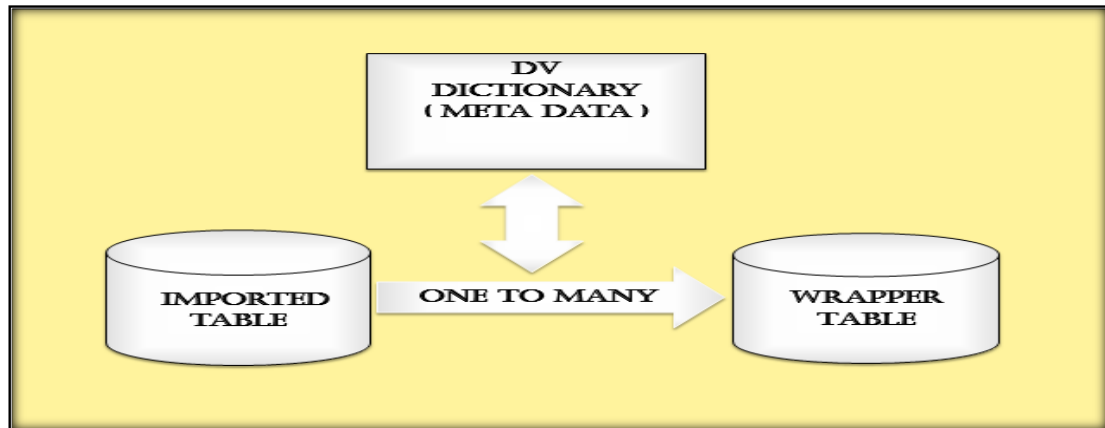 DV
DICTIONARY
( META DATA )
IMPORTED
TABLE
ONE TO MANY
WRAPPER
TABLE